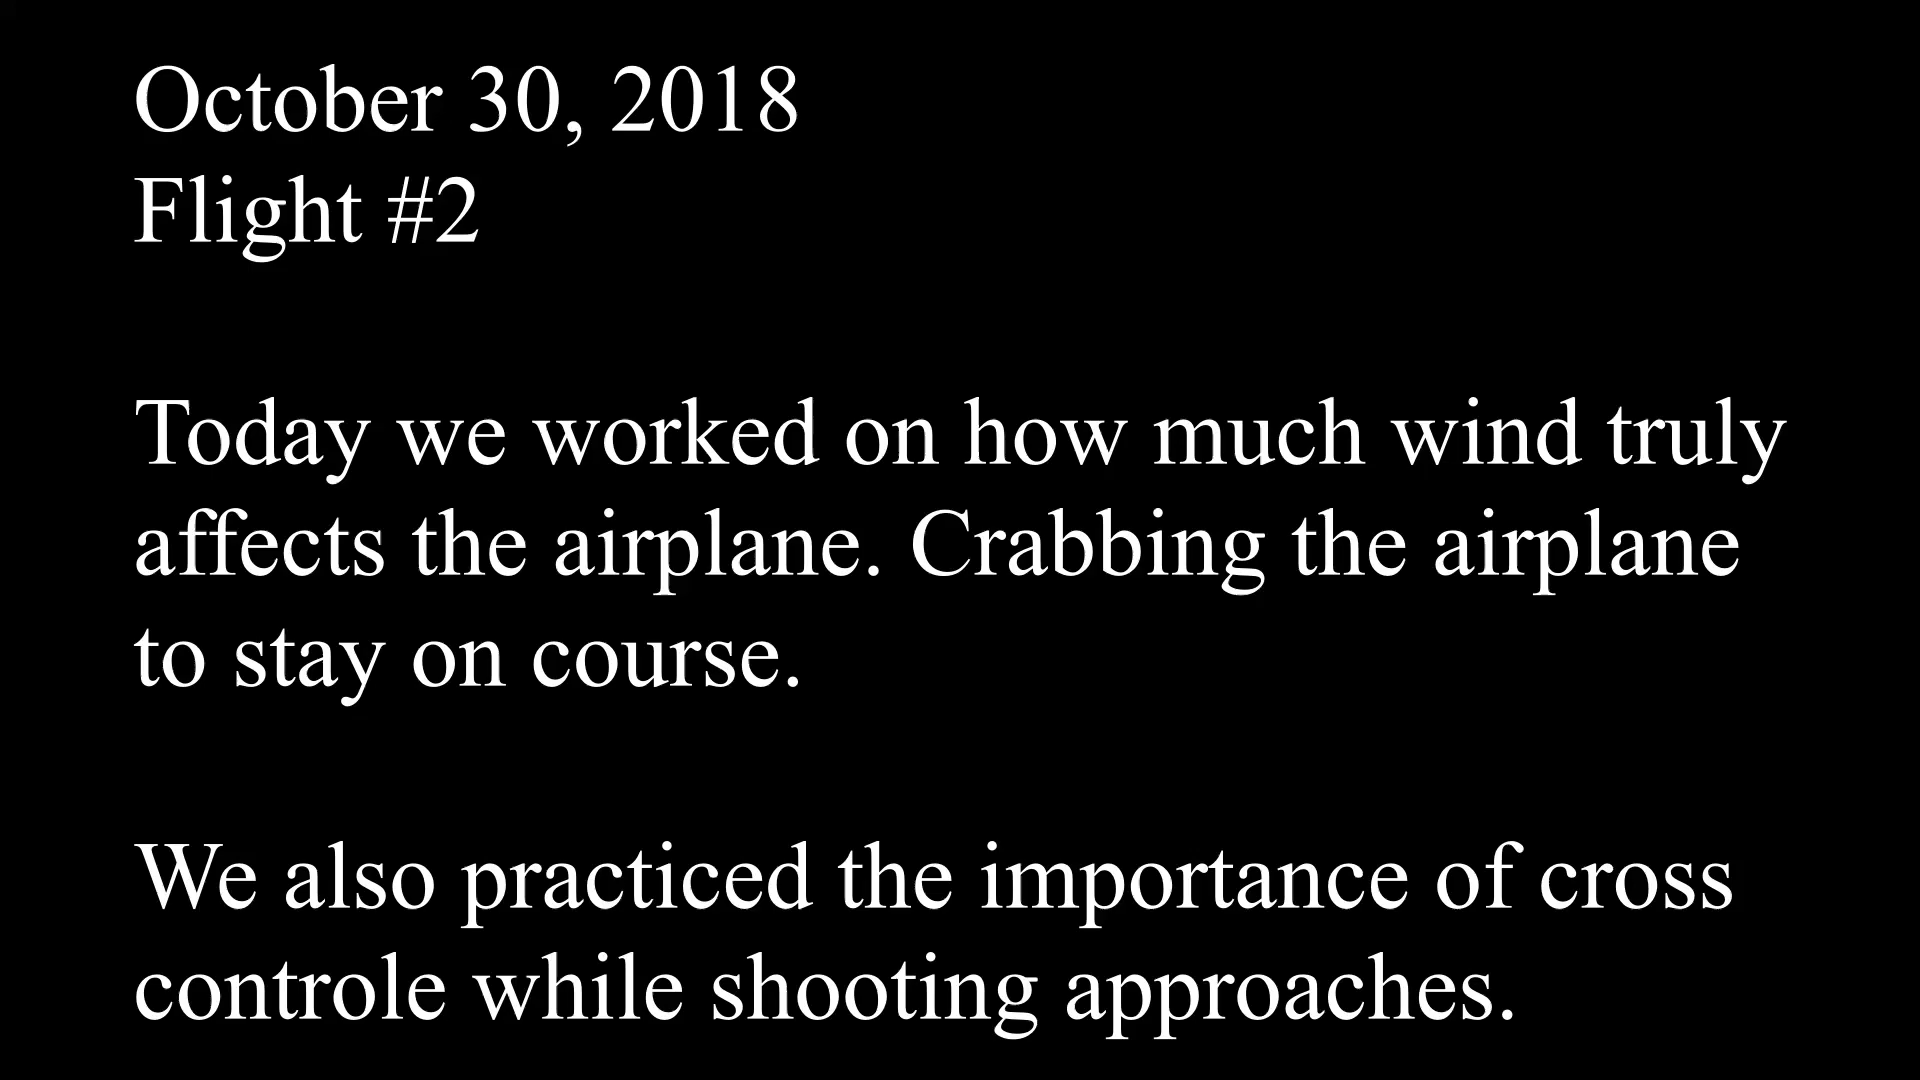 October 30, 2018
Flight #2
Today we worked on how much wind truly
affects the airplane. Crabbing the airplane
to stay on course.
We also practiced the importance of cross
controle while shooting approaches.